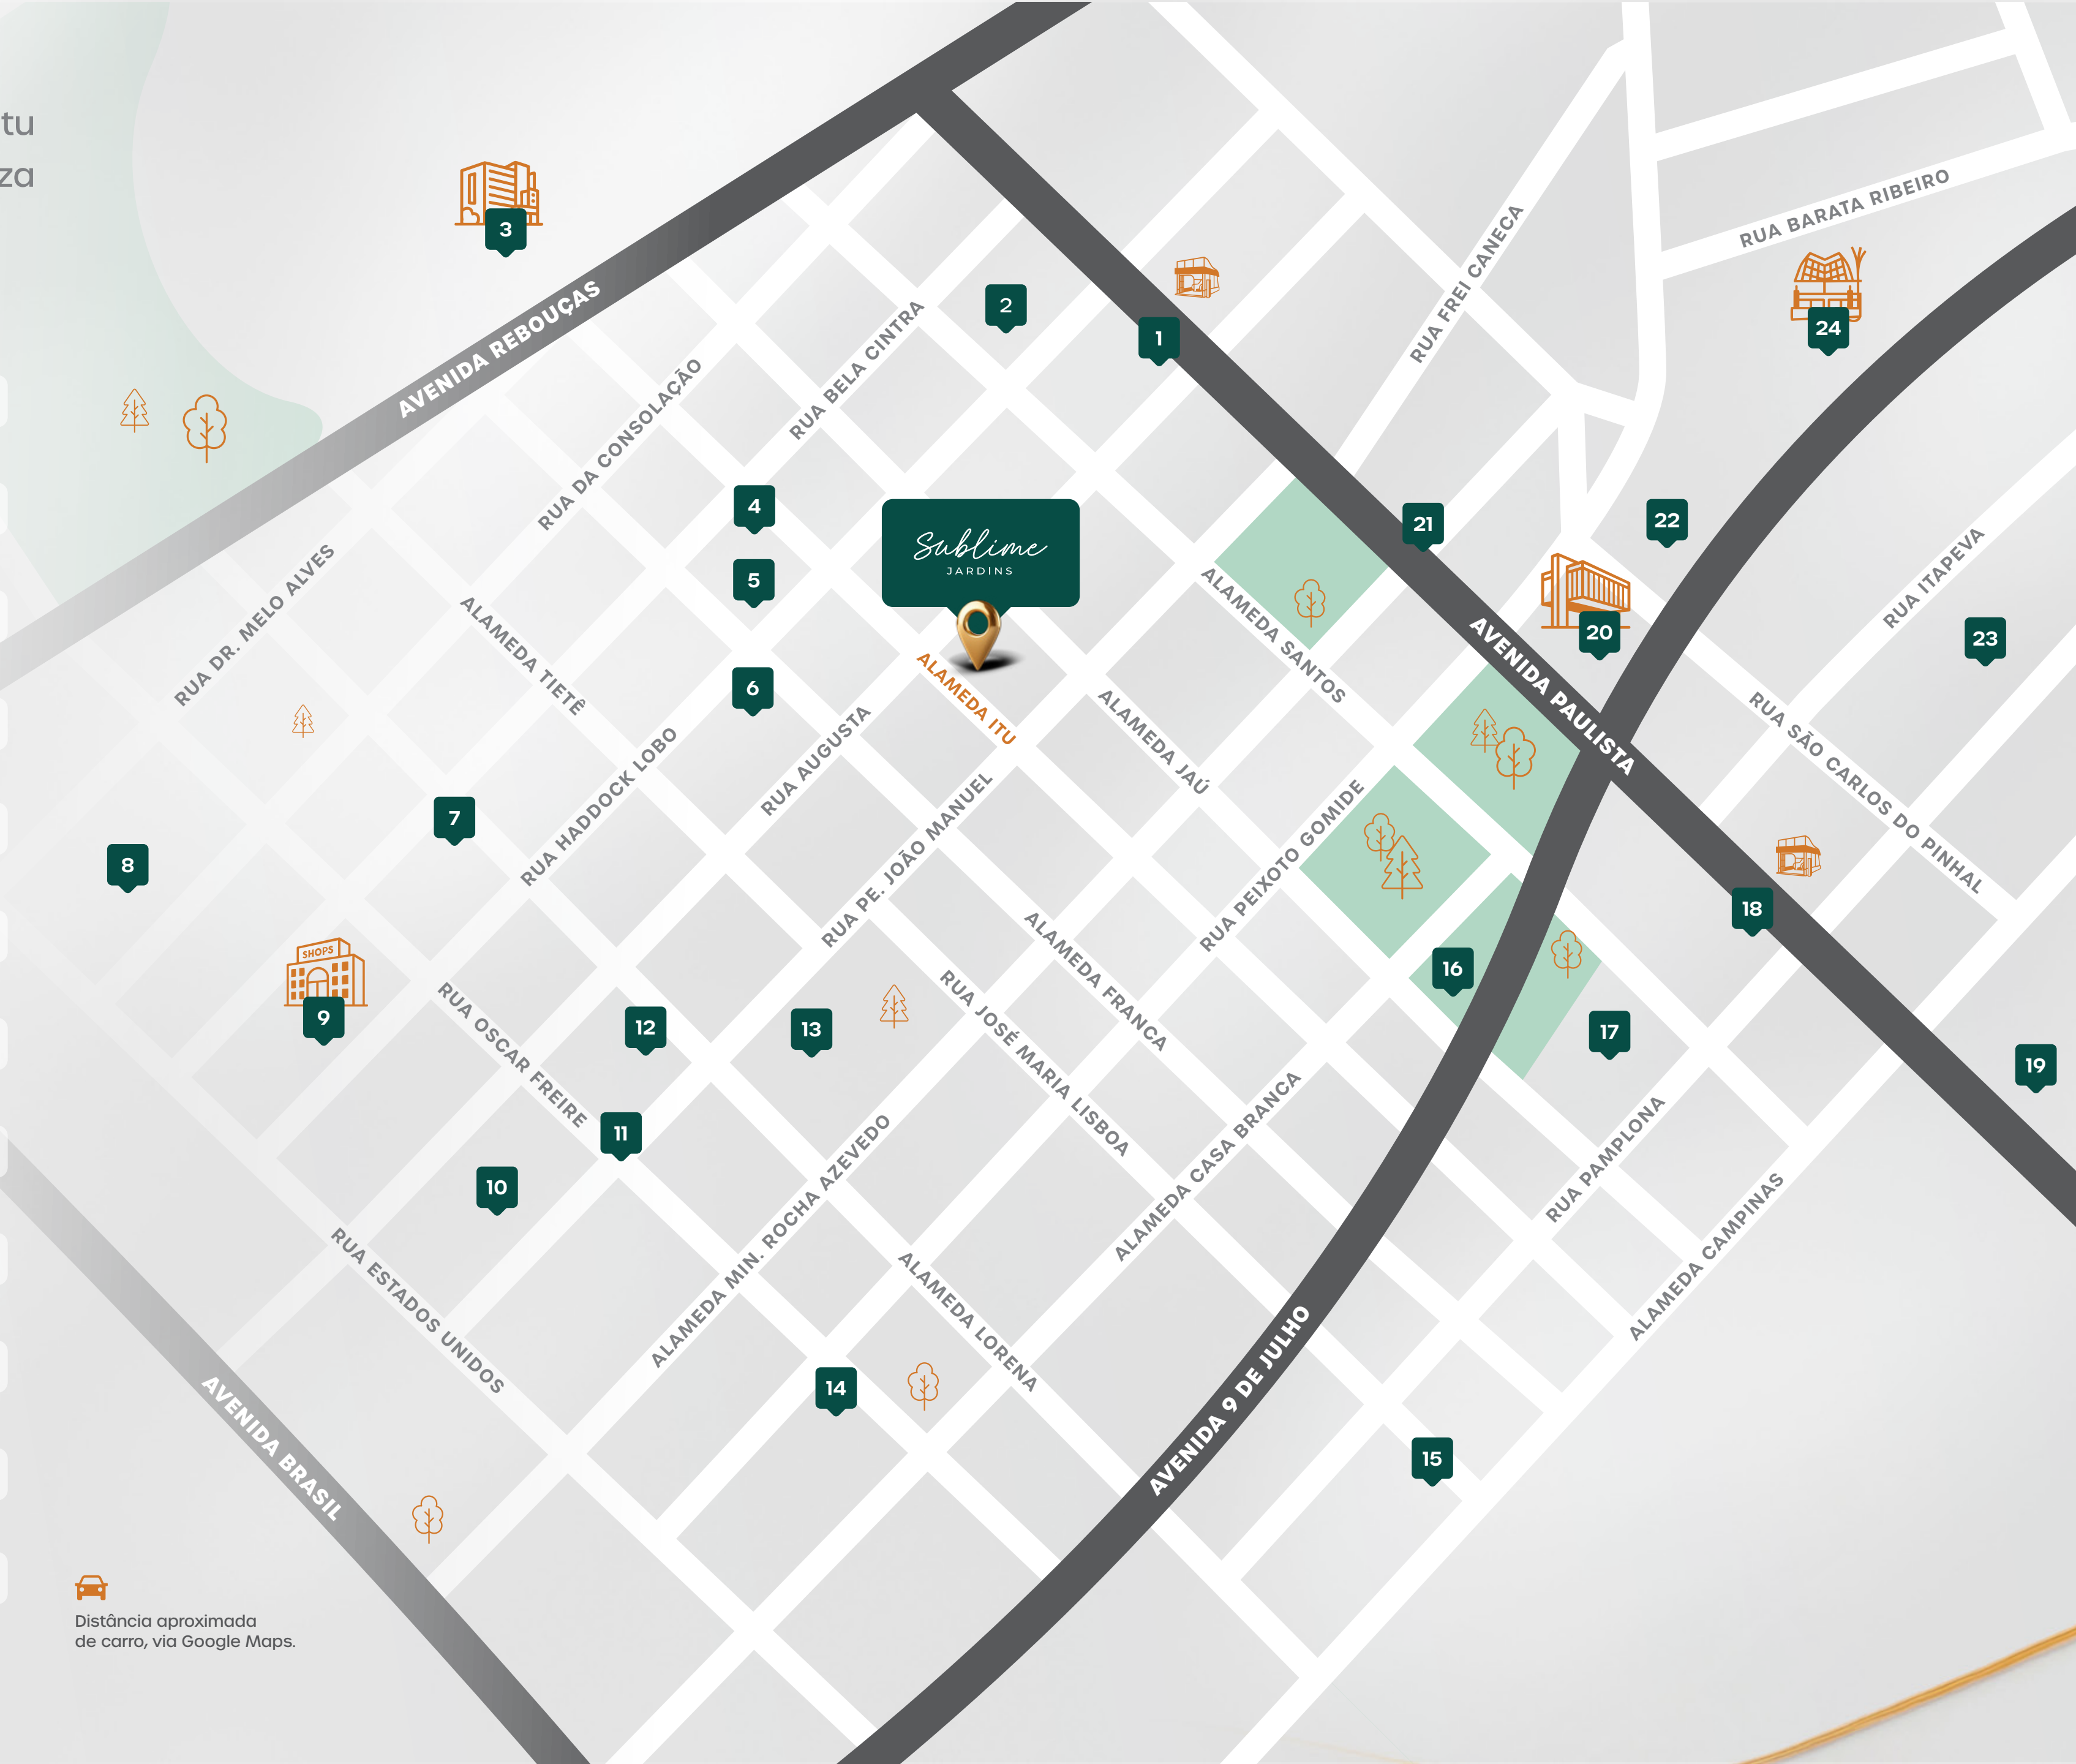 tu
za
3
AVENIDA REBOUÇAS
2
1
RUA FREI CANECA
RUA BARATA RIBEIRO
24
RUA DA CONSOLAÇÃO
RUA BELA CINTRA
4
5
6
Sublime
JARDINS
ALAMEDA ITU
21
22
20
RUA ITAPEVA
23
RUA DR. MELO ALVES
ALAMEDA TIETÊ
ALAMEDA SANTOS
AVENIDA PAULISTA
RUA SÃO CARLOS DO PINHAL
RUA HADDOCK LOBO
RUA AUGUSTA
ALAMEDA JAÚ
7
8
RUA PE. JOÃO MANUEL
RUA PEIXOTO GOMIDE
18
SHOPS
9
RUA OSCAR FREIRE
12
13
ALAMEDA FRANCA
RUA JOSÉ MARIA LISBOA
16
17
19
11
10
ALAMEDA MIN. ROCHA AZEVEDO
ALAMEDA CASA BRANCA
RUA PAMPLONA
ALAMEDA CAMPINAS
RUA ESTADOS UNIDOS
ALAMEDA LORENA
14
AVENIDA 9 DE JULHO
15
AVENIDA BRASIL
Distância aproximada
de carro, via Google Maps.